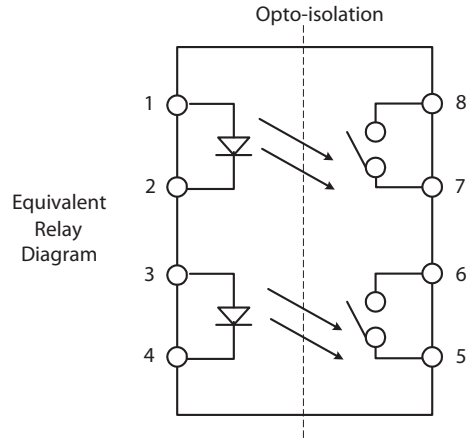 Opto-isolation
1
8
2
7
Equivalent
Relay
Diagram
3
6
4
5